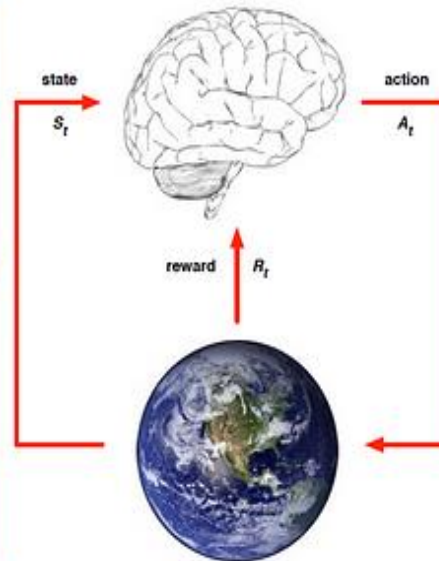 state
S_t
action
A_t
reward R_t